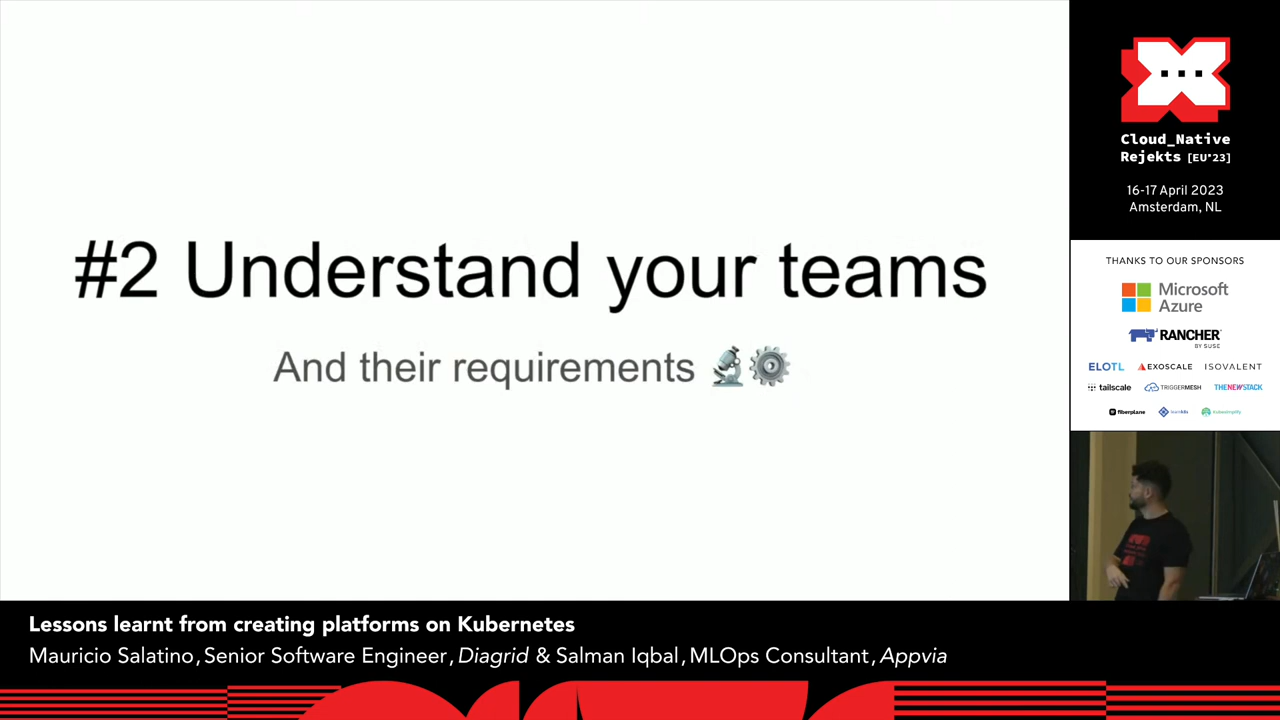 #2 Understand your teams
And their requirements 🔬⚙️
Cloud_Native
Rejekts [EU*23]
16-17 April 2023
Amsterdam, NL
THANKS TO OUR SPONSORS
Microsoft
Azure
RANCHER
BY SUSE
ELOTL EXOSCALE ISOVALENT
tailscale TRIGGERMESH THENEWSTACK
fiberplane learnk8s kubesimplify
Lessons learnt from creating platforms on Kubernetes
Mauricio Salatino, Senior Software Engineer, Diagrid & Salman Iqbal, MLOps Consultant, Appvia